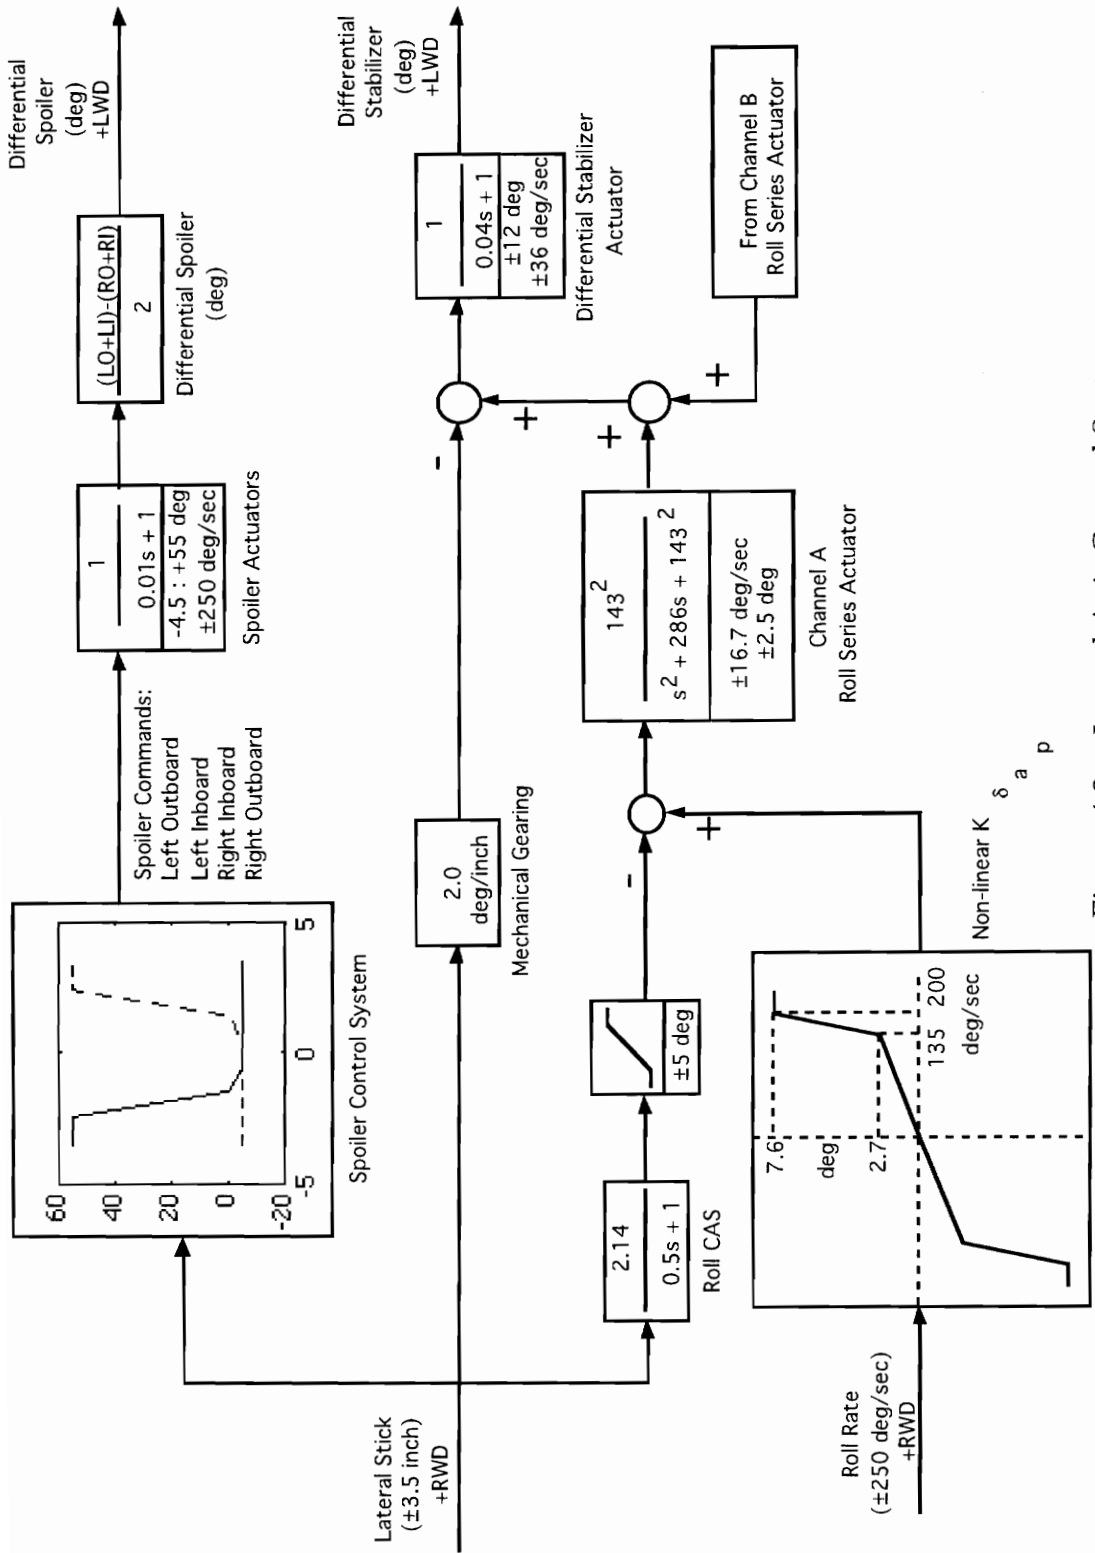 Differential
Spoiler
(deg)
+LWD
(LO+LI)-(RO+RI)
2
Differential Spoiler
(deg)
1
0.01s + 1
-4.5 : +55 deg
±250 deg/sec
Spoiler Actuators
Spoiler Commands:
Left Outboard
Left Inboard
Right Inboard
Right Outboard
60
40
20
0
-20
-5
0
5
Spoiler Control System
Differential
Stabilizer
(deg)
+LWD
1
0.04s + 1
±12 deg
±36 deg/sec
Differential Stabilizer
Actuator
-
+
2.0
deg/inch
Mechanical Gearing
Lateral Stick
(±3.5 inch)
+RWD
From Channel B
Roll Series Actuator
+
+
143²
s² + 286s + 143²
±16.7 deg/sec
±2.5 deg
Channel A
Roll Series Actuator
-
+
±5 deg
2.14
0.5s + 1
Roll CAS
7.6
deg
2.7
135
200
deg/sec
Non-linear K
δ
a
p
Roll Rate
(±250 deg/sec)
+RWD